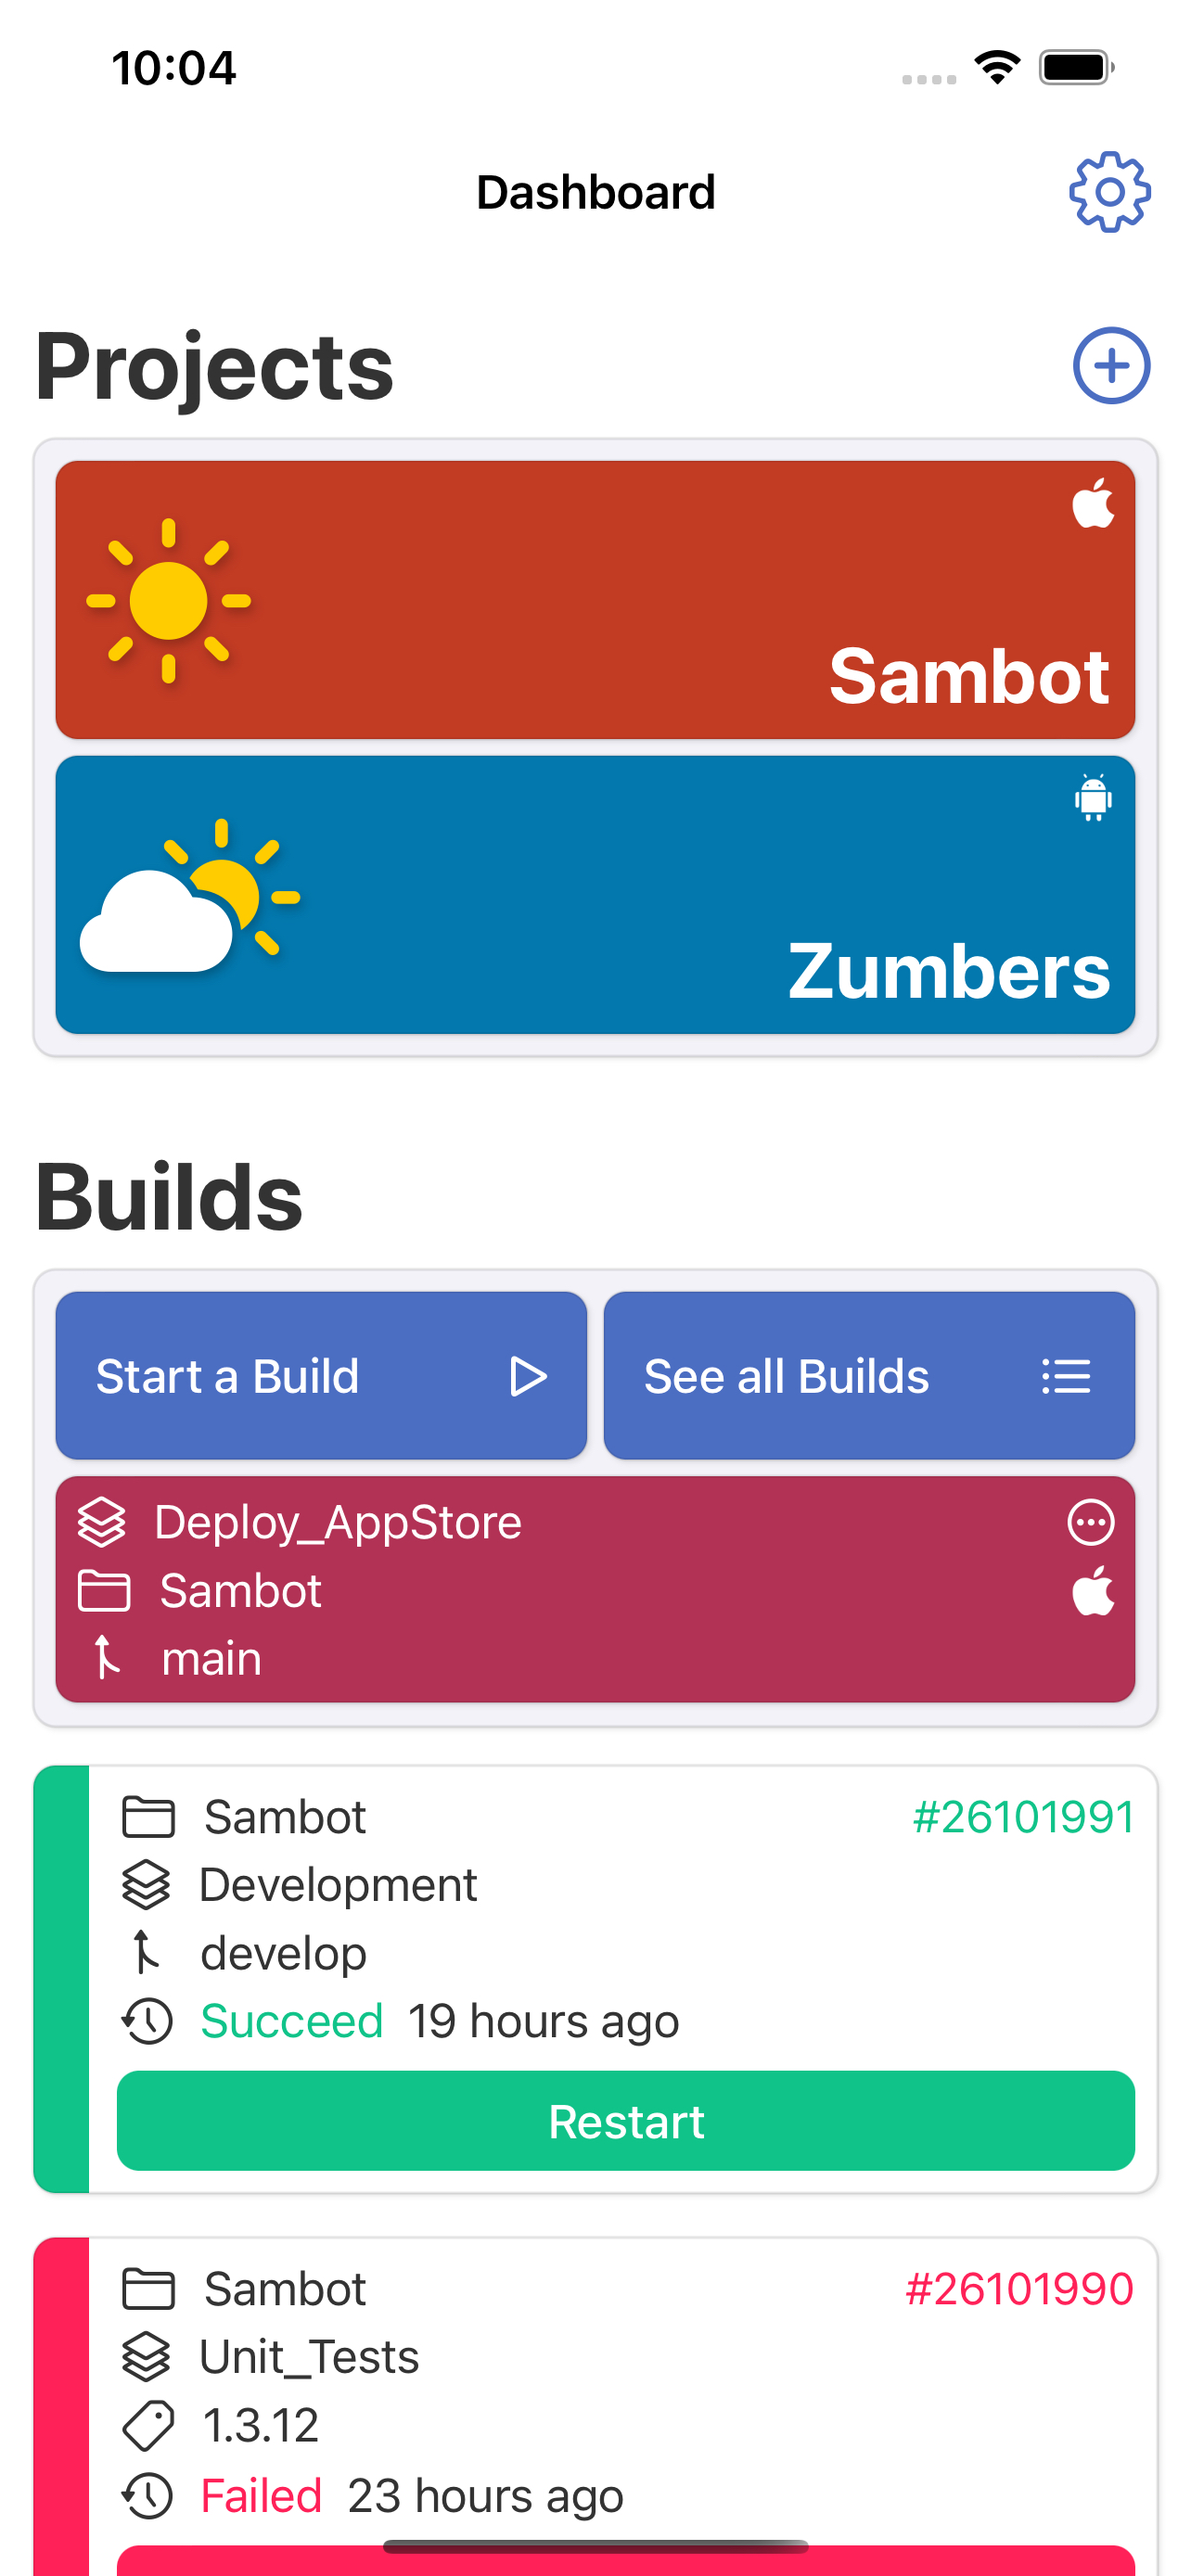 10:04
Dashboard
Projects
Sambot
Zumbers
Builds
Start a Build
See all Builds
Deploy_AppStore
Sambot
main
Sambot #26101991
Development
develop
Succeed 19 hours ago
Restart
Sambot #26101990
Unit_Tests
1.3.12
Failed 23 hours ago